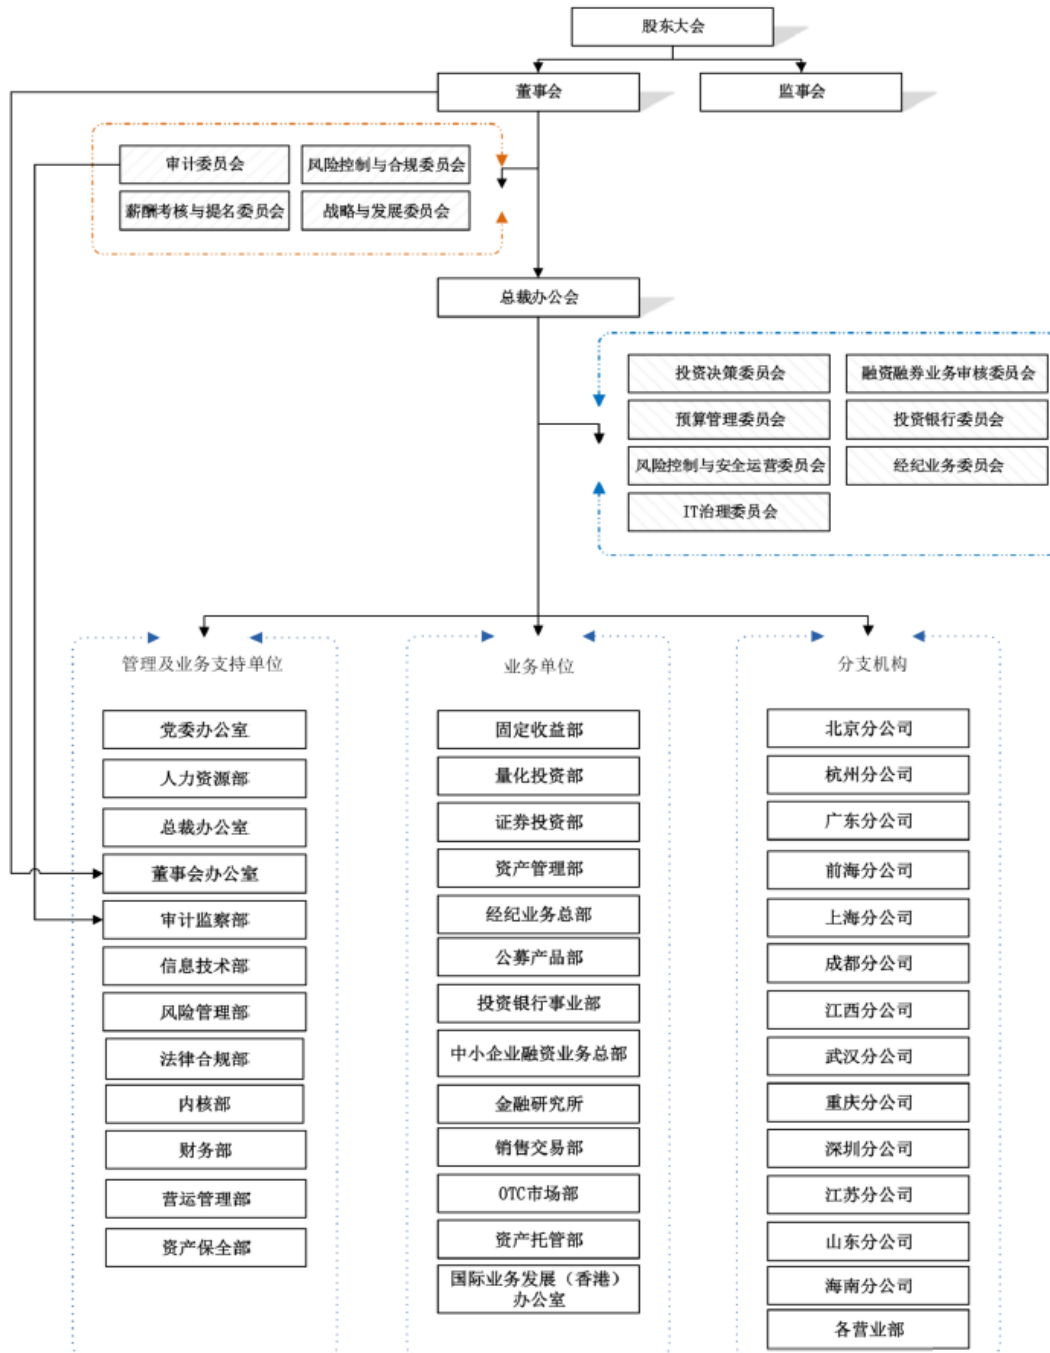 股东大会
董事会
监事会
审计委员会
风险控制与合规委员会
薪酬考核与提名委员会
战略与发展委员会
总裁办公会
投资决策委员会
融资融券业务审核委员会
预算管理委员会
投资银行委员会
风险控制与安全运营委员会
经纪业务委员会
IT治理委员会
管理及业务支持单位
党委办公室
人力资源部
总裁办公室
董事会办公室
审计监察部
信息技术部
风险管理部
法律合规部
内核部
财务部
营运管理部
资产保全部
业务单位
固定收益部
量化投资部
证券投资部
资产管理部
经纪业务总部
公募产品部
投资银行事业部
中小企业融资业务总部
金融研究所
销售交易部
OTC市场部
资产托管部
国际业务发展（香港）
办公室
分支机构
北京分公司
杭州分公司
广东分公司
前海分公司
上海分公司
成都分公司
江西分公司
武汉分公司
重庆分公司
深圳分公司
江苏分公司
山东分公司
海南分公司
各营业部